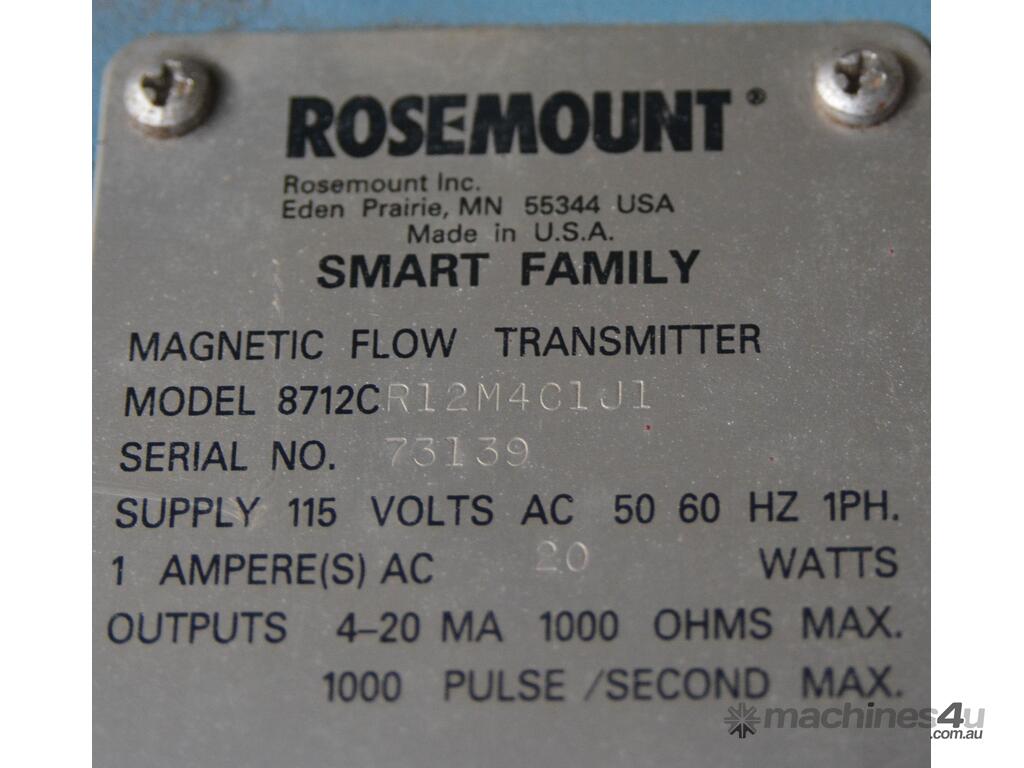 ROSEMOUNT®
Rosemount Inc.
Eden Prairie, MN 55344 USA
Made in U.S.A.
SMART FAMILY
MAGNETIC FLOW TRANSMITTER
MODEL 8712CR12M4C1J1
SERIAL NO. 73139
SUPPLY 115 VOLTS AC 50 60 HZ 1PH.
1 AMPERE(S) AC 20 WATTS
OUTPUTS 4-20 MA 1000 OHMS MAX.
1000 PULSE /SECOND MAX.
machines4u
.com.au